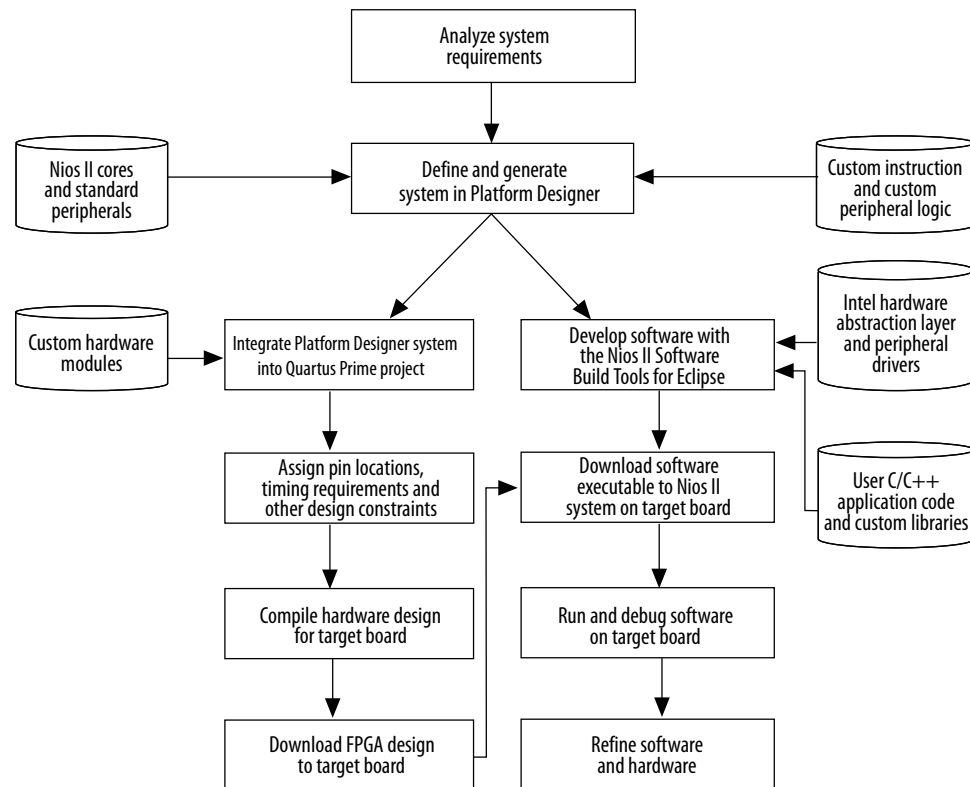 Analyze system
requirements
Nios II cores
and standard
peripherals
Define and generate
system in Platform Designer
Custom instruction
and custom
peripheral logic
Custom hardware
modules
Integrate Platform Designer system
into Quartus Prime project
Develop software with
the Nios II Software
Build Tools for Eclipse
Intel hardware
abstraction layer
and peripheral
drivers
Assign pin locations,
timing requirements and
other design constraints
Download software
executable to Nios II
system on target board
User C/C++
application code
and custom libraries
Compile hardware design
for target board
Run and debug software
on target board
Download FPGA design
to target board
Refine software
and hardware